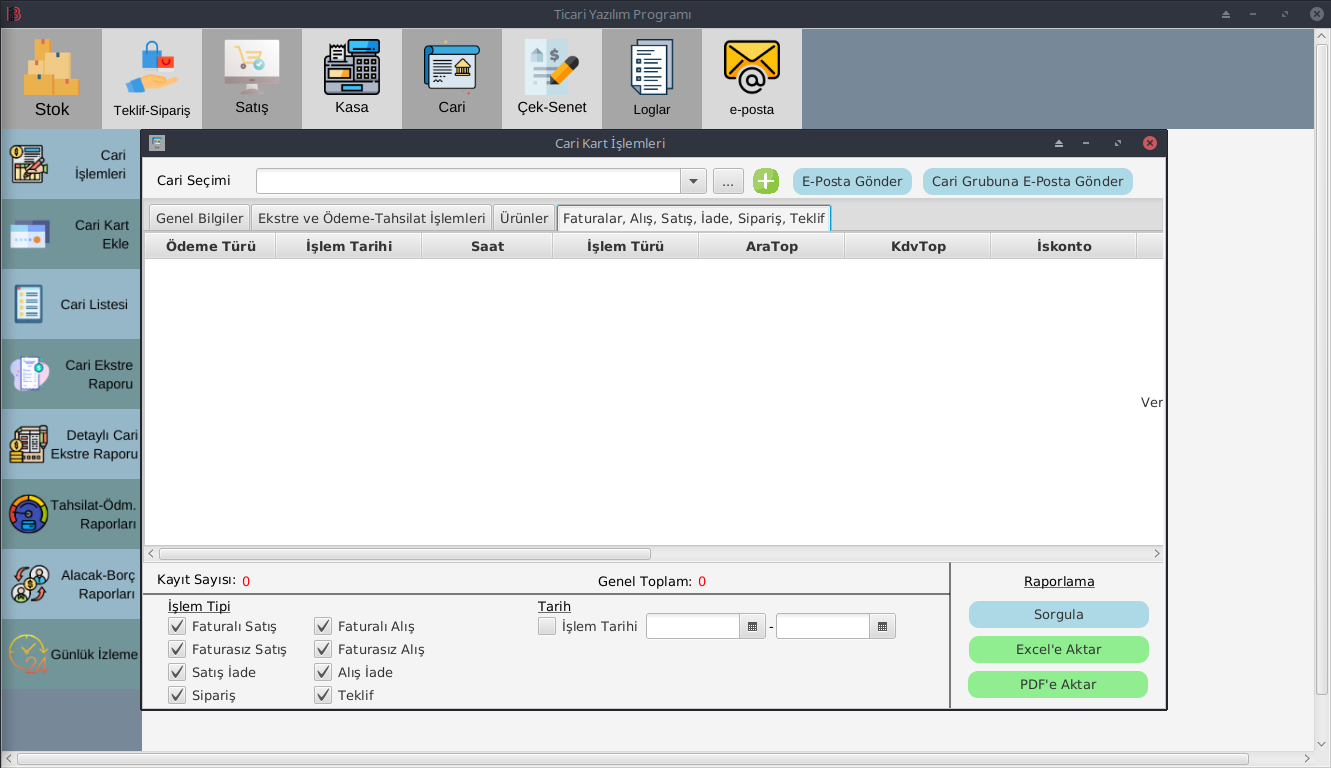 Ticari Yazılım Programı
Stok
Teklif-Sipariş
Satış
Kasa
Cari
Çek-Senet
Loglar
e-posta
Cari
İşlemleri
Cari Kart
Ekle
Cari Listesi
Cari Ekstre
Raporu
Detaylı Cari
Ekstre Raporu
Tahsilat-Ödm.
Raporları
Alacak-Borç
Raporları
24
Günlük İzleme
Cari Kart İşlemleri
Cari Seçimi
...
E-Posta Gönder
Cari Grubuna E-Posta Gönder
Genel Bilgiler
Ekstre ve Ödeme-Tahsilat İşlemleri
Ürünler
Faturalar, Alış, Satış, İade, Sipariş, Teklif
Ödeme Türü
İşlem Tarihi
Saat
İşlem Türü
AraTop
KdvTop
İskonto
Ver
Kayıt Sayısı: 0
Genel Toplam: 0
İşlem Tipi
Faturalı Satış
Faturalı Alış
Faturasız Satış
Faturasız Alış
Satış İade
Alış İade
Sipariş
Teklif
Tarih
İşlem Tarihi
-
Raporlama
Sorgula
Excel'e Aktar
PDF'e Aktar